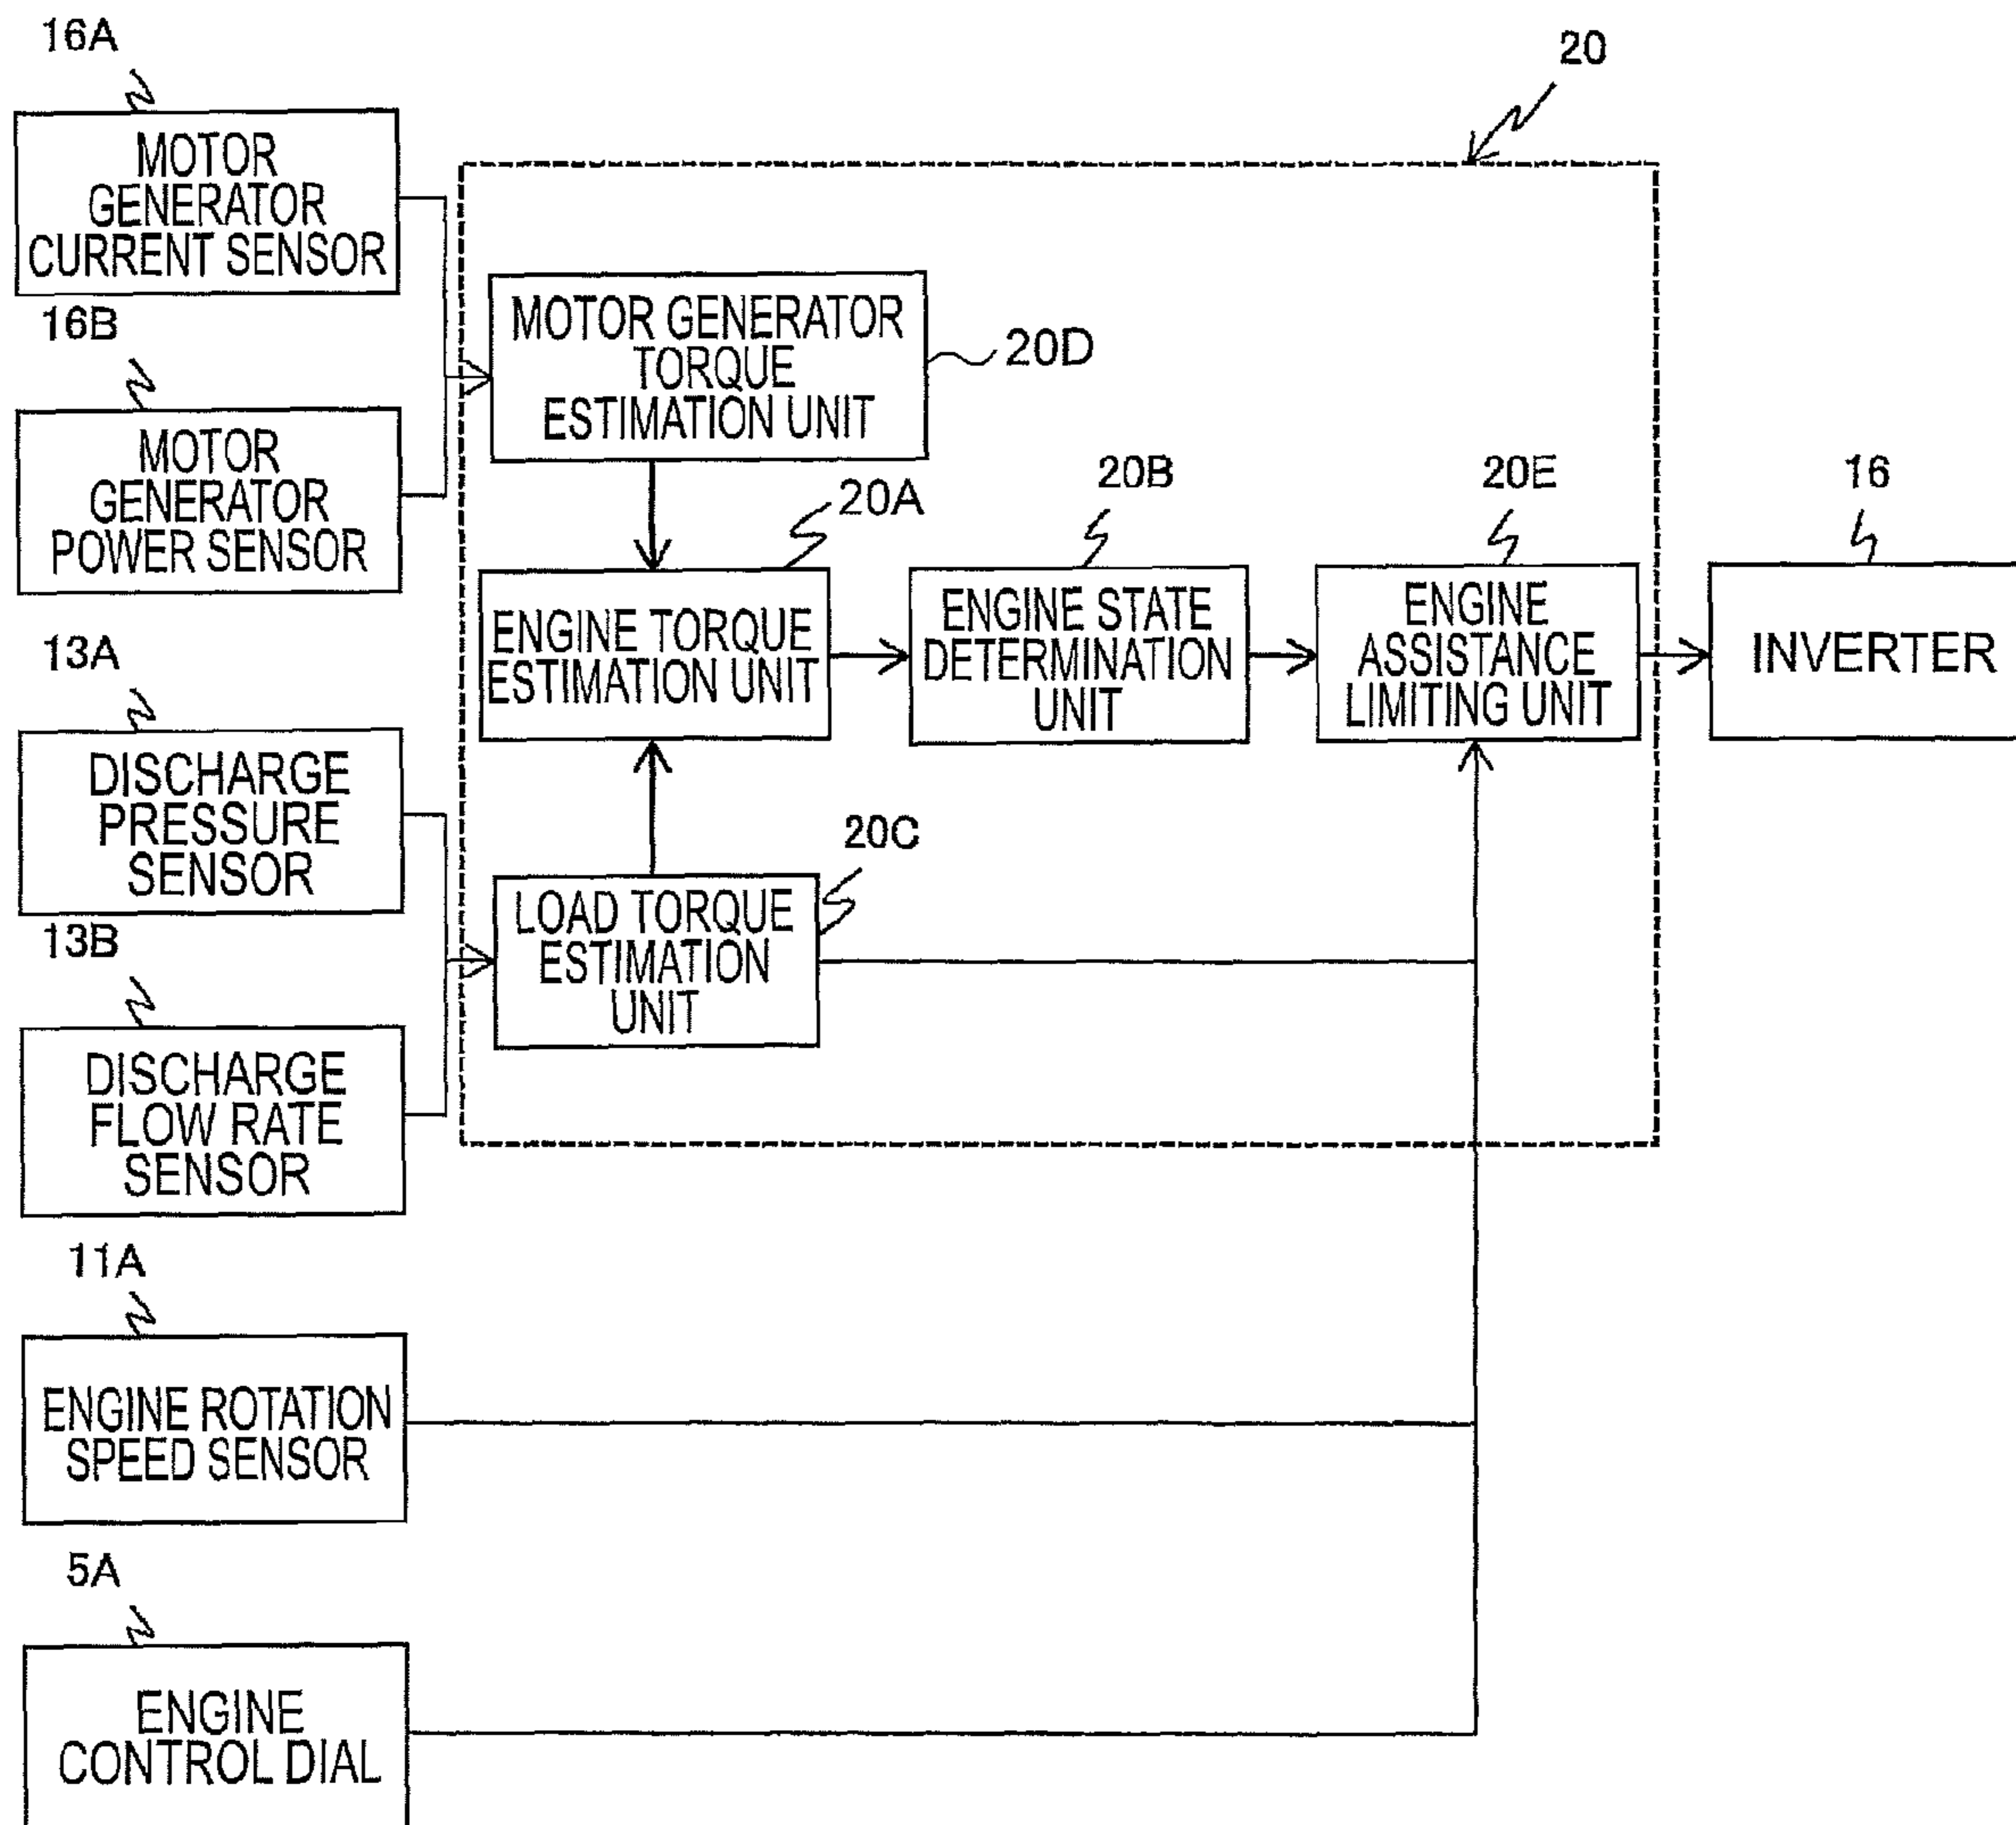 16A
MOTOR
GENERATOR
CURRENT SENSOR
16B
MOTOR
GENERATOR
POWER SENSOR
13A
DISCHARGE
PRESSURE
SENSOR
13B
DISCHARGE
FLOW RATE
SENSOR
11A
ENGINE ROTATION
SPEED SENSOR
5A
ENGINE
CONTROL DIAL
20
MOTOR GENERATOR
TORQUE
ESTIMATION UNIT
20D
20A
ENGINE TORQUE
ESTIMATION UNIT
20B
ENGINE STATE
DETERMINATION
UNIT
20E
ENGINE
ASSISTANCE
LIMITING UNIT
16
INVERTER
20C
LOAD TORQUE
ESTIMATION
UNIT